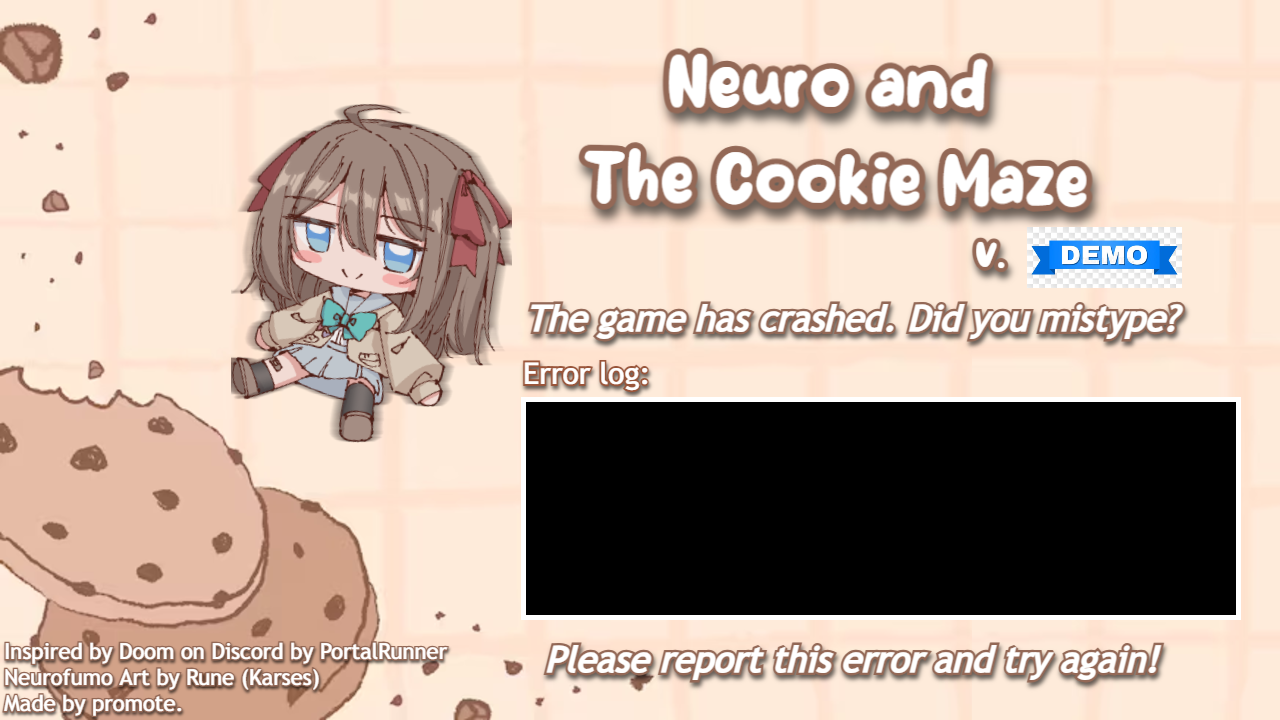 Neuro and
The Cookie Maze
v. DEMO
The game has crashed. Did you mistype?
Error log:
Please report this error and try again!
Inspired by Doom on Discord by PortalRunner
Neurofumo Art by Rune (Karses)
Made by promote.